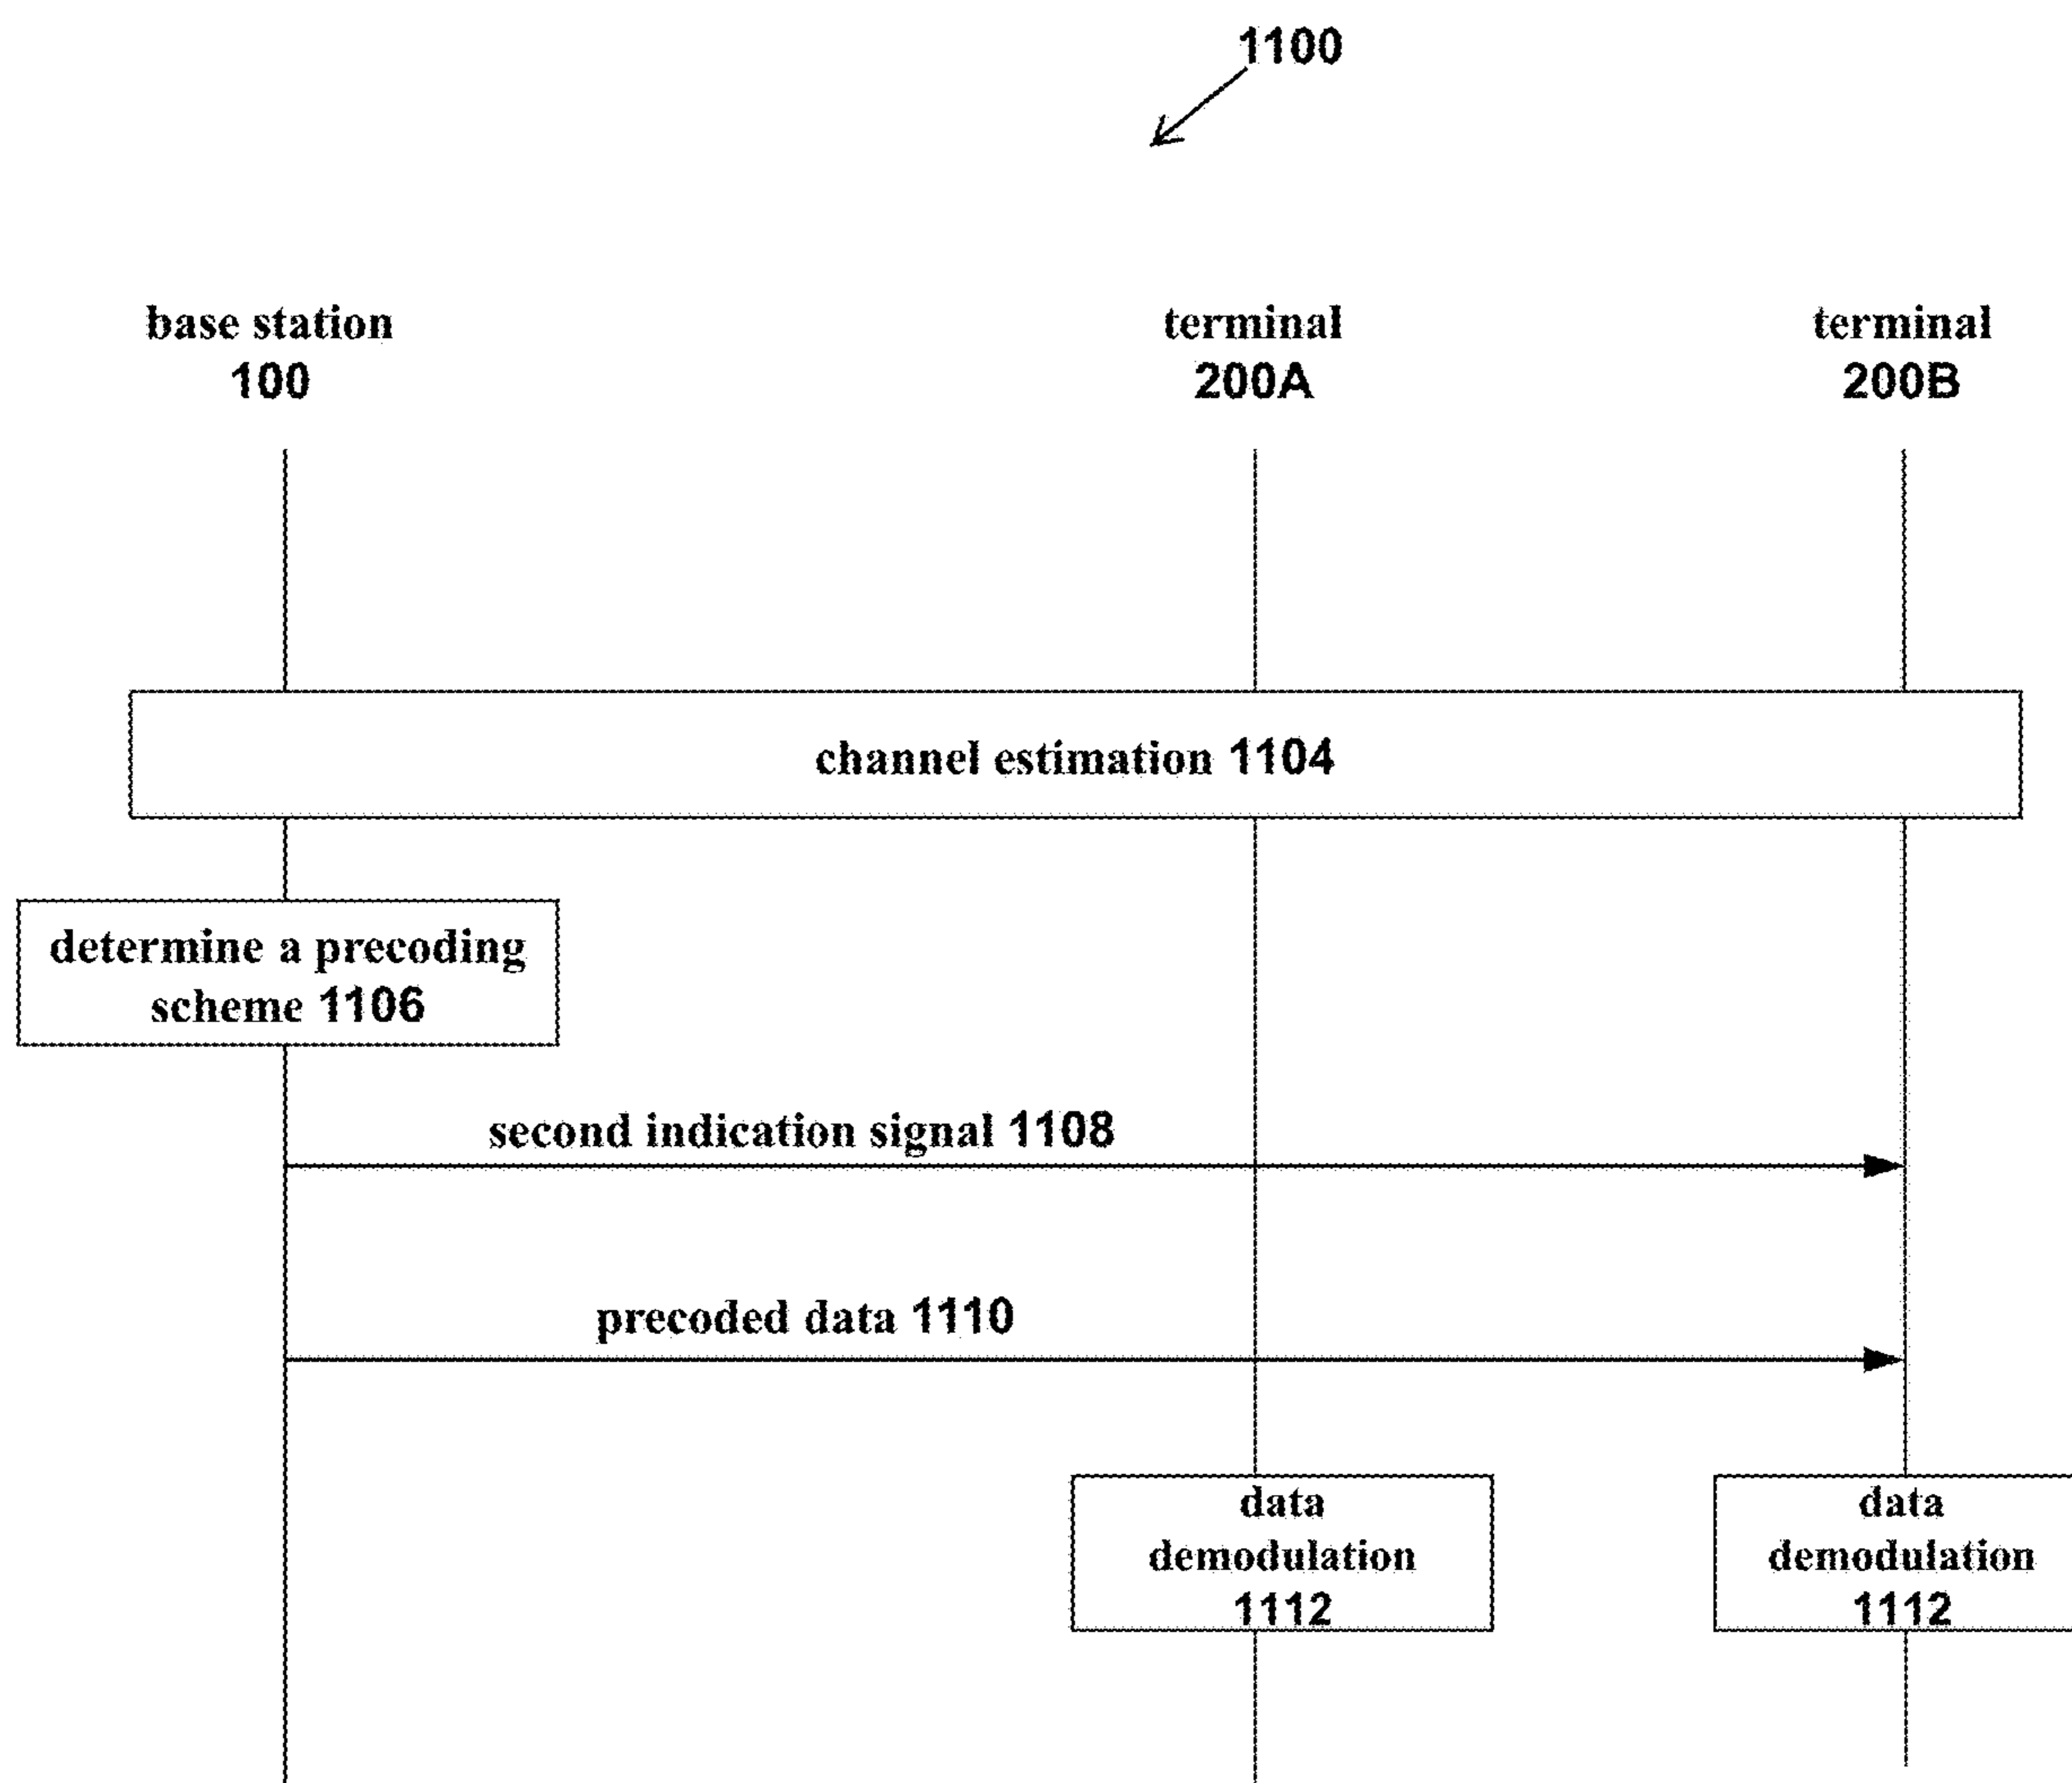 1100
base station
100
terminal
200A
terminal
200B
channel estimation 1104
determine a precoding
scheme 1106
second indication signal 1108
precoded data 1110
data
demodulation
1112
data
demodulation
1112